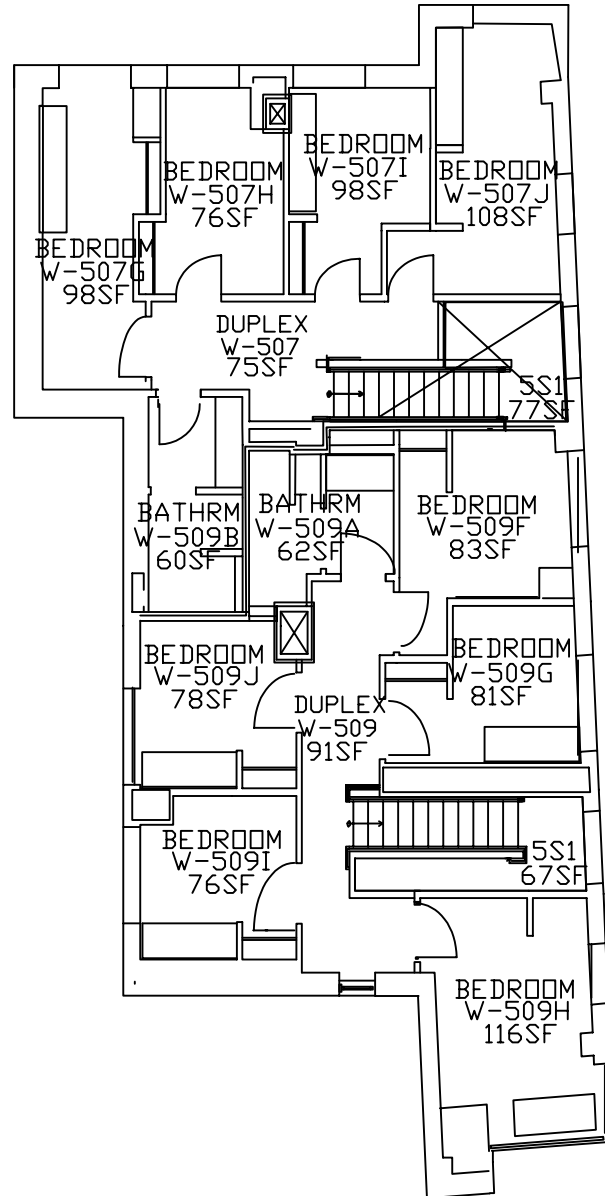 BEDROOM
W-507G
98SF
BEDROOM
W-507H
76SF
BEDROOM
W-507I
98SF
BEDROOM
W-507J
108SF
DUPLEX
W-507
75SF
5S1
77SF
BATHRM
W-509B
60SF
BATHRM
W-509A
62SF
BEDROOM
W-509F
83SF
BEDROOM
W-509J
78SF
DUPLEX
W-509
91SF
BEDROOM
W-509G
81SF
BEDROOM
W-509I
76SF
5S1
67SF
BEDROOM
W-509H
116SF